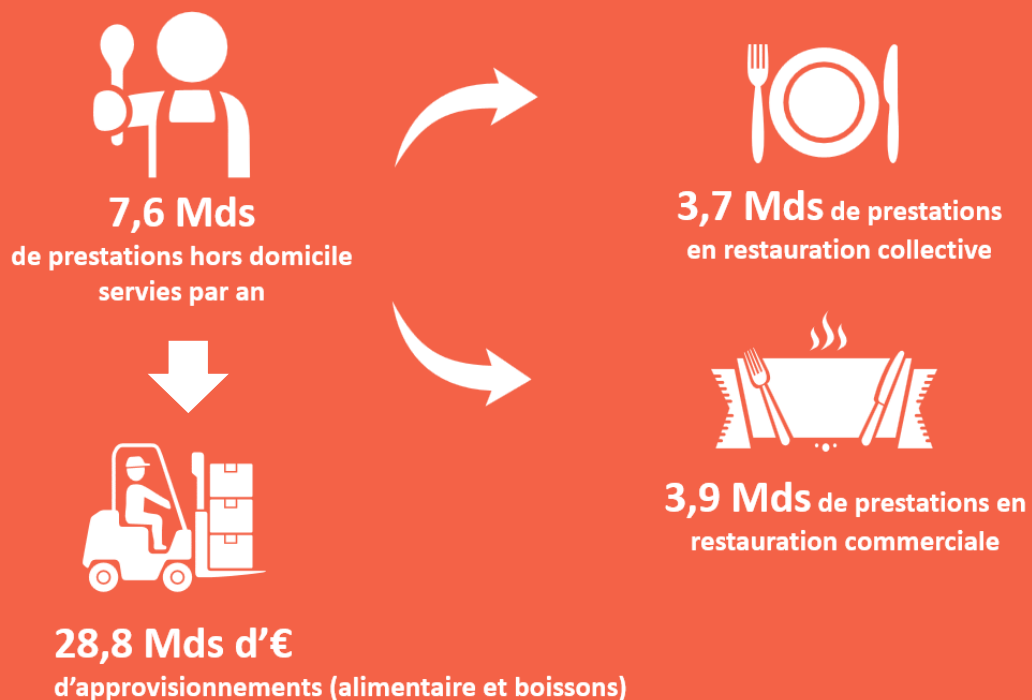 7,6 Mds
de prestations hors domicile
servies par an
3,7 Mds de prestations
en restauration collective
3,9 Mds de prestations en
restauration commerciale
28,8 Mds d'€
d'approvisionnements (alimentaire et boissons)